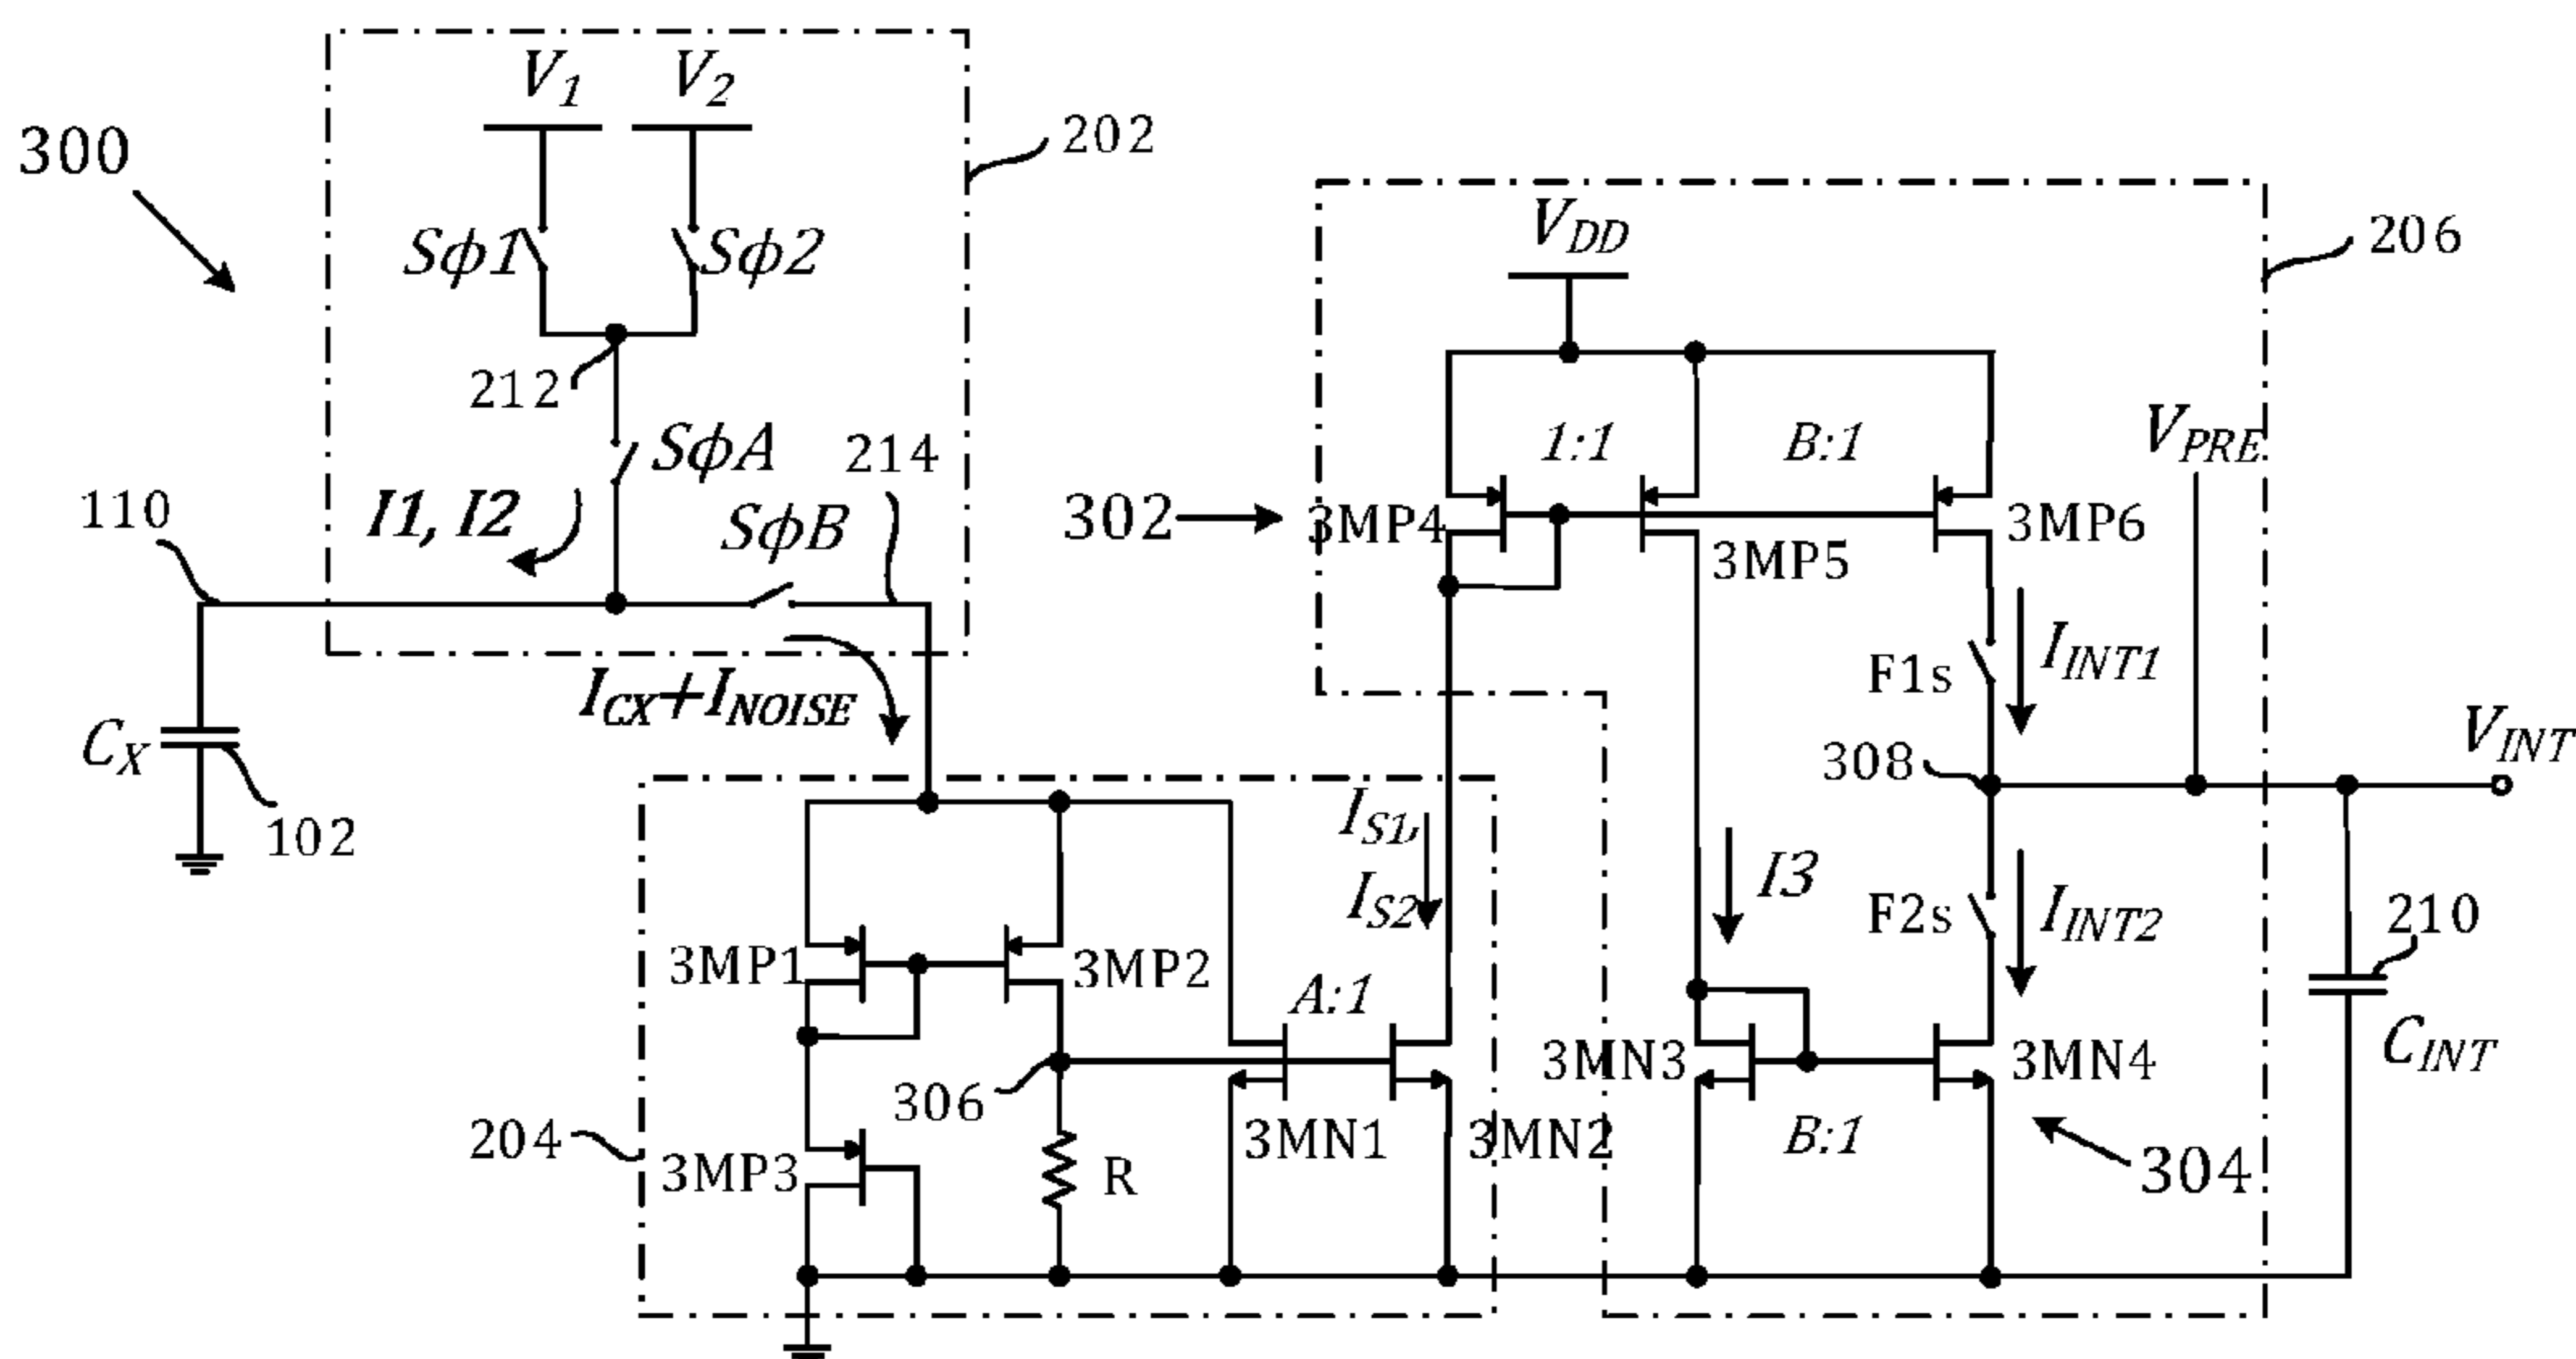 V1
V2
202
300
Sϕ1
Sϕ2
212
SϕA
214
I1, I2
SϕB
110
ICX+INOISE
CX
102
206
VDD
1:1
B:1
VPRE
302
3MP4
3MP5
3MP6
F1s
IINT1
VINT
308
IS1,
IS2
I3
F2s
IINT2
210
CINT
3MP1
3MP2
A:1
306
3MN3
3MN4
204
3MN1
3MN2
B:1
3MP3
R
304